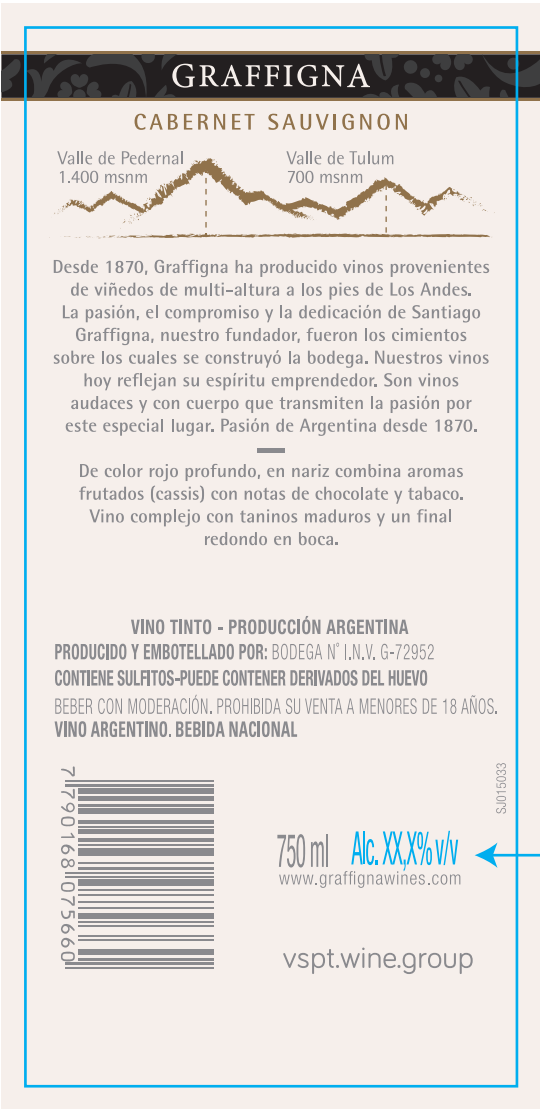 GRAFFIGNA
CABERNET SAUVIGNON
Valle de Pedernal
1.400 msnm
Valle de Tulum
700 msnm
Desde 1870, Graffigna ha producido vinos provenientes
de viñedos de multi-altura a los pies de Los Andes.
La pasión, el compromiso y la dedicación de Santiago
Graffigna, nuestro fundador, fueron los cimientos
sobre los cuales se construyó la bodega. Nuestros vinos
hoy reflejan su espíritu emprendedor. Son vinos
audaces y con cuerpo que transmiten la pasión por
este especial lugar. Pasión de Argentina desde 1870.
De color rojo profundo, en nariz combina aromas
frutados (cassis) con notas de chocolate y tabaco.
Vino complejo con taninos maduros y un final
redondo en boca.
VINO TINTO - PRODUCCIÓN ARGENTINA
PRODUCIDO Y EMBOTELLADO POR: BODEGA N° I.N.V. G-72952
CONTIENE SULFITOS-PUEDE CONTENER DERIVADOS DEL HUEVO
BEBER CON MODERACIÓN. PROHIBIDA SU VENTA A MENORES DE 18 AÑOS.
VINO ARGENTINO. BEBIDA NACIONAL
7 790168 075660
SJ015033
750 ml Alc. XX,X% v/v
www.graffignawines.com
vspt.wine.group